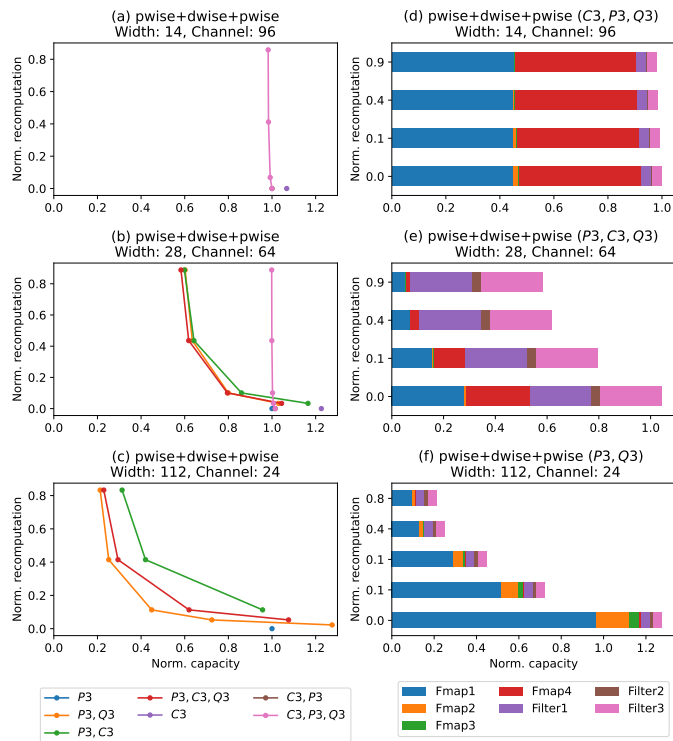 (a) pwise+dwise+pwise
Width: 14, Channel: 96
Norm. recomputation
0.8
0.6
0.4
0.2
0.0
0.0 0.2 0.4 0.6 0.8 1.0 1.2
(d) pwise+dwise+pwise (C3, P3, Q3)
Width: 14, Channel: 96
Norm. recomputation
0.9
0.4
0.1
0.0
0.0 0.2 0.4 0.6 0.8 1.0
(b) pwise+dwise+pwise
Width: 28, Channel: 64
Norm. recomputation
0.8
0.6
0.4
0.2
0.0
0.0 0.2 0.4 0.6 0.8 1.0 1.2
(e) pwise+dwise+pwise (P3, C3, Q3)
Width: 28, Channel: 64
Norm. recomputation
0.9
0.4
0.1
0.0
0.0 0.2 0.4 0.6 0.8 1.0
(c) pwise+dwise+pwise
Width: 112, Channel: 24
Norm. recomputation
0.8
0.6
0.4
0.2
0.0
0.0 0.2 0.4 0.6 0.8 1.0 1.2
Norm. capacity
(f) pwise+dwise+pwise (P3, Q3)
Width: 112, Channel: 24
Norm. recomputation
0.8
0.4
0.1
0.1
0.0
0.0 0.2 0.4 0.6 0.8 1.0 1.2
Norm. capacity
P3 P3, C3, Q3 C3, P3
P3, Q3 C3 C3, P3, Q3
P3, C3
Fmap1 Fmap4 Filter2
Fmap2 Filter1 Filter3
Fmap3